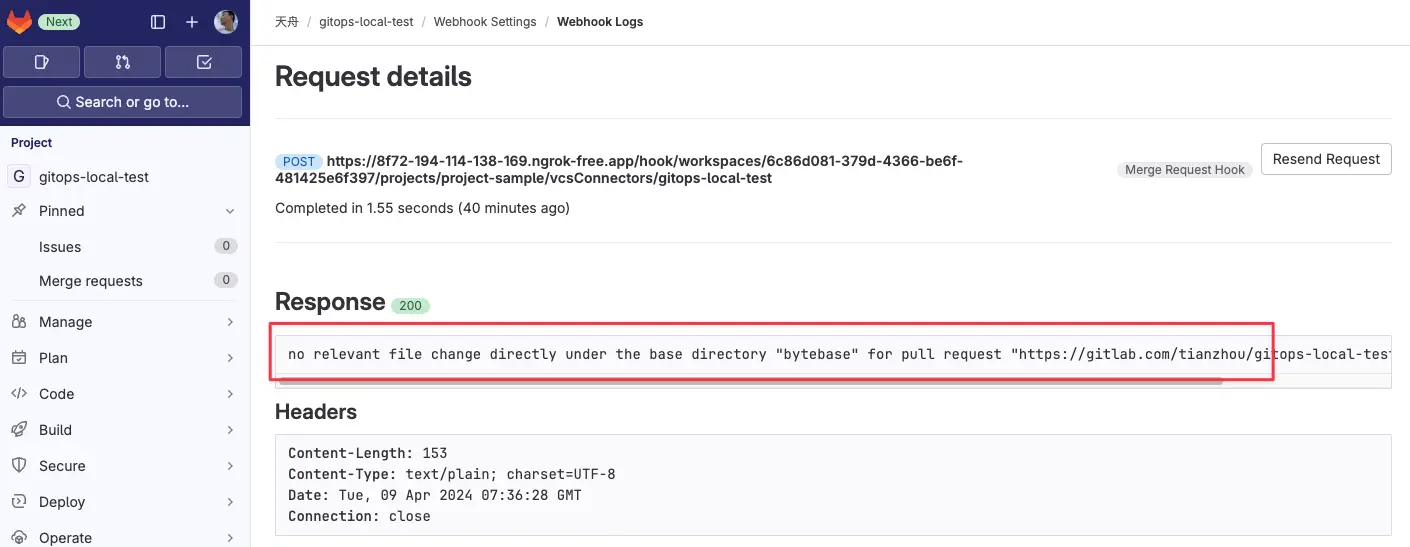 Next
天舟 / gitops-local-test / Webhook Settings / Webhook Logs
Search or go to...
Project
G gitops-local-test
Pinned
Issues 0
Merge requests 0
Manage
Plan
Code
Build
Secure
Deploy
Operate
Request details
POST https://8f72-194-114-138-169.ngrok-free.app/hook/workspaces/6c86d081-379d-4366-be6f-
481425e6f397/projects/project-sample/vcsConnectors/gitops-local-test
Merge Request Hook
Resend Request
Completed in 1.55 seconds (40 minutes ago)
Response 200
no relevant file change directly under the base directory "bytebase" for pull request "https://gitlab.com/tianzhou/gitops-local-test
Headers
Content-Length: 153
Content-Type: text/plain; charset=UTF-8
Date: Tue, 09 Apr 2024 07:36:28 GMT
Connection: close